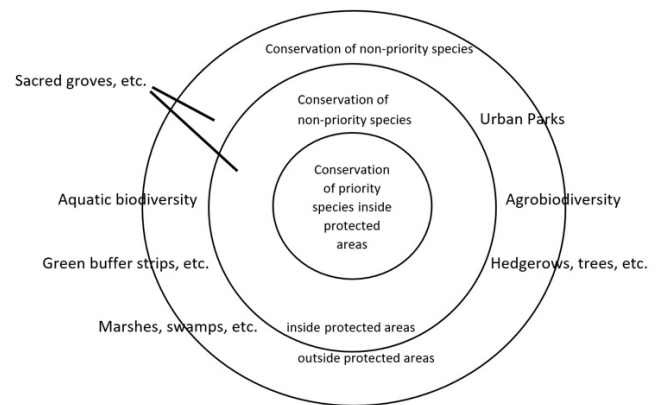 Conservation of non-priority species
Sacred groves, etc.
Conservation of
non-priority species
Urban Parks
Conservation
of priority
species inside
protected
areas
Aquatic biodiversity
Agrobiodiversity
Green buffer strips, etc.
Hedgerows, trees, etc.
Marshes, swamps, etc.
inside protected areas
outside protected areas